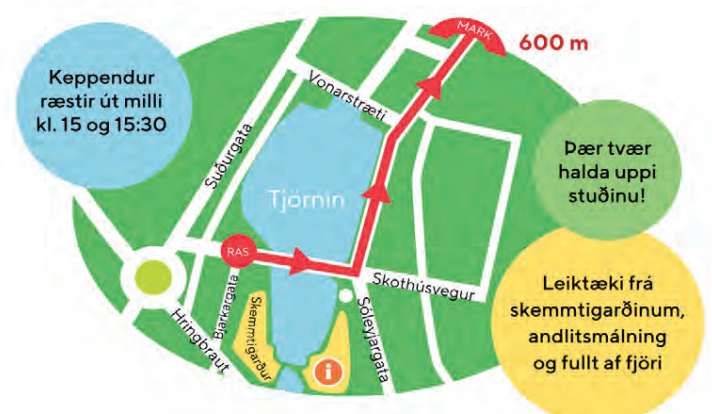 MARK
600 m
Keppendur
ræstir út milli
kl. 15 og 15:30
Vonarstræti
Suðurgata
Þær tvær
halda uppi
stuðinu!
Tjörnin
RAS
Skothúsvegur
Leiktæki frá
skemmtigarðinum,
andlitsmálning
og fullt af fjöri
Bjarkargata
Hringbraut
Skemmtigarður
Sóleyjargata
i